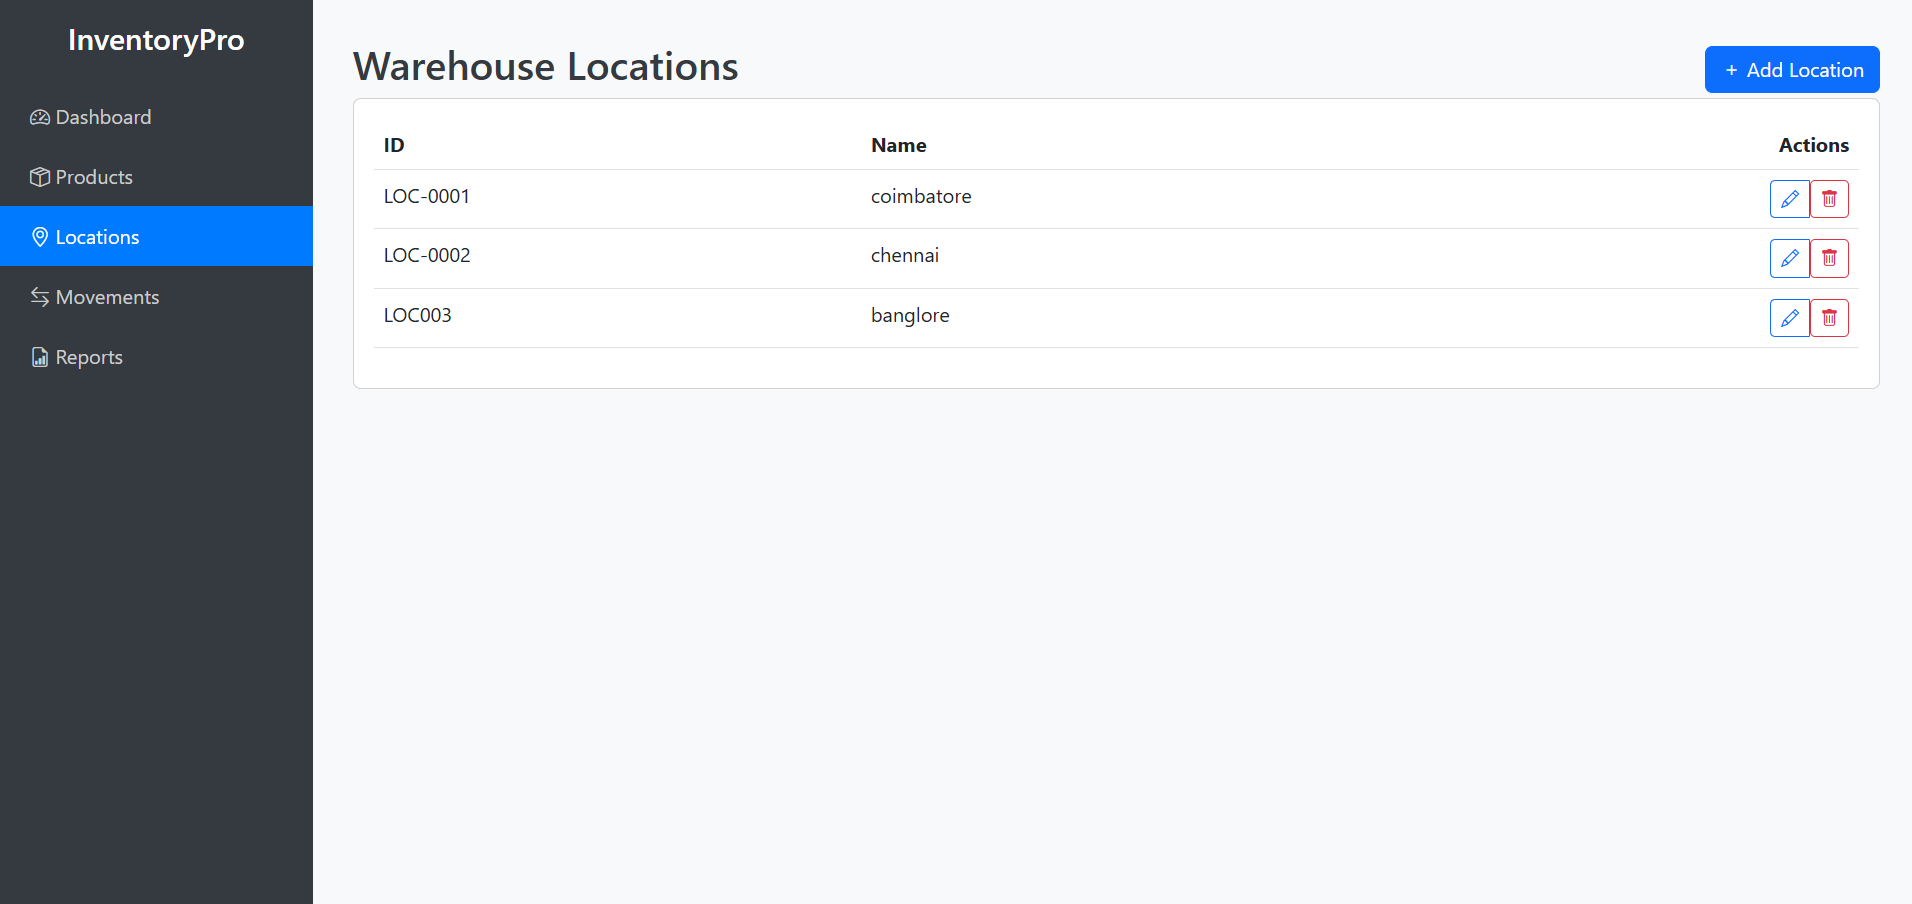 InventoryPro
Dashboard
Products
Locations
Movements
Reports
Warehouse Locations
+ Add Location
ID Name Actions
LOC-0001 coimbatore
LOC-0002 chennai
LOC003 banglore